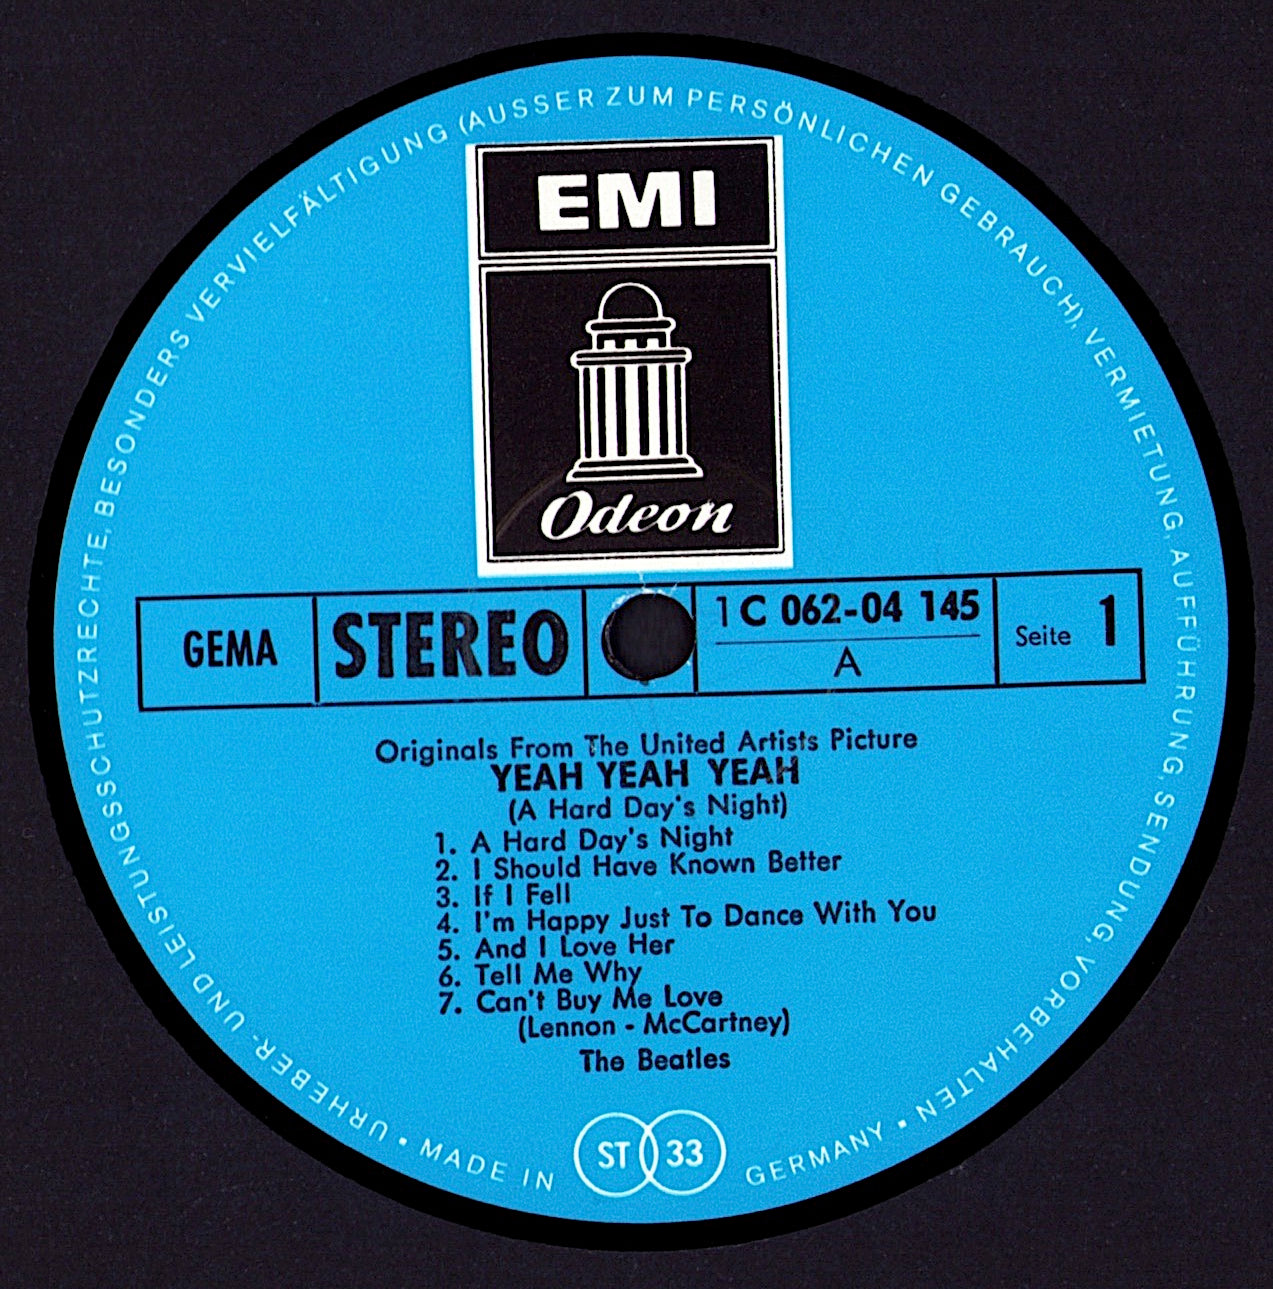 EMI
Odeon
GEMA
STEREO
1 C 062-04 145
A
Seite 1
Originals From The United Artists Picture
YEAH YEAH YEAH
(A Hard Day's Night)
1. A Hard Day's Night
2. I Should Have Known Better
3. If I Fell
4. I'm Happy Just To Dance With You
5. And I Love Her
6. Tell Me Why
7. Can't Buy Me Love
(Lennon - McCartney)
The Beatles
ST 33
URHEBER- UND LEISTUNGSSCHUTZRECHTE, BESONDERS VERVIELFÄLTIGUNG (AUSSER ZUM PERSÖNLICHEN GEBRAUCH), VERMIETUNG, AUFFÜHRUNG, SENDUNG, VORBEHALTEN •
MADE IN GERMANY •